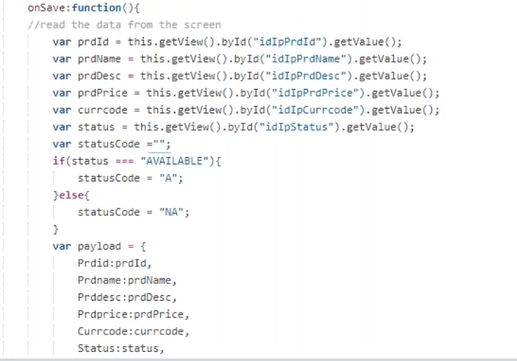 onSave:function(){
//read the data from the screen
var prdId = this.getView().byId("idIpPrdId").getValue();
var prdName = this.getView().byId("idIpPrdName").getValue();
var prdDesc = this.getView().byId("idIpPrdDesc").getValue();
var prdPrice = this.getView().byId("idIpPrdPrice").getValue();
var currcode = this.getView().byId("idIpCurrcode").getValue();
var status = this.getView().byId("idIpStatus").getValue();
var statusCode ="";
if(status === "AVAILABLE"){
statusCode = "A";
}else{
statusCode = "NA";
}
var payload = {
Prdid:prdId,
Prdname:prdName,
Prddesc:prdDesc,
Prdprice:prdPrice,
Currcode:currcode,
Status:status,